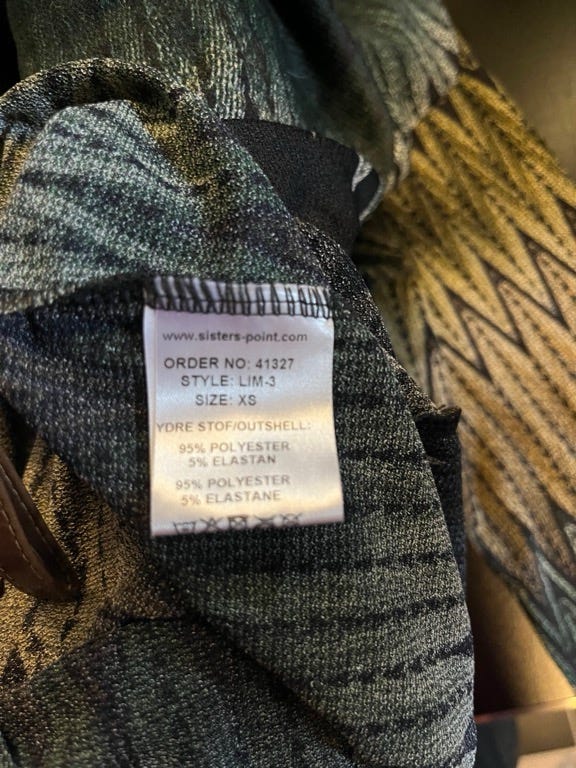 www.sisters-point.com
ORDER NO: 41327
STYLE: LIM-3
SIZE: XS
YDRE STOF/OUTSHELL:
95% POLYESTER
5% ELASTAN
95% POLYESTER
5% ELASTANE